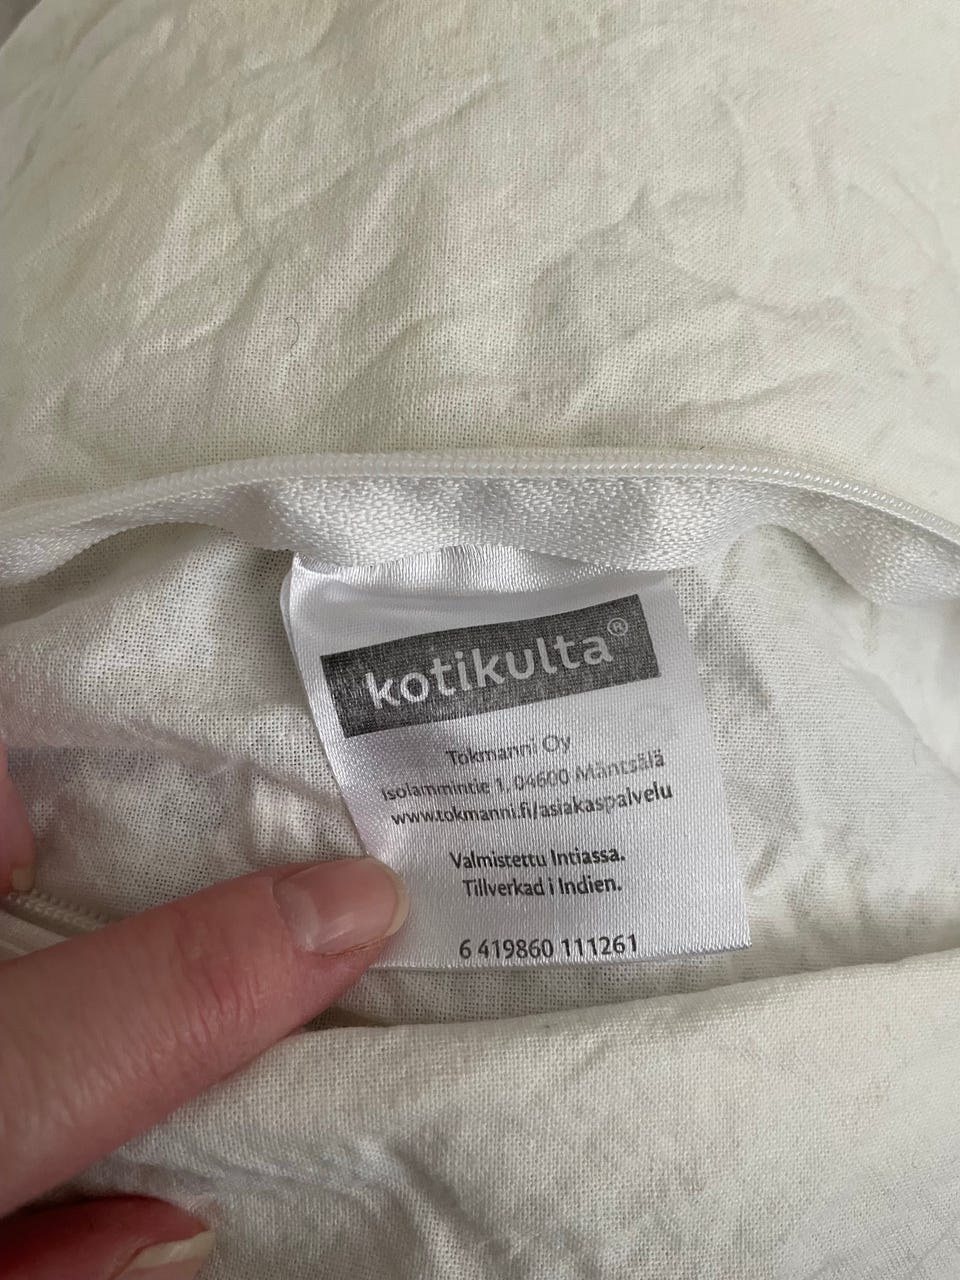 kotikulta®
Tokmanni Oy
Isolammintie 1, 04600 Mäntsälä
www.tokmanni.fi/asiakaspalvelu
Valmistettu Intiassa.
Tillverkad i Indien.
6 419860 111261